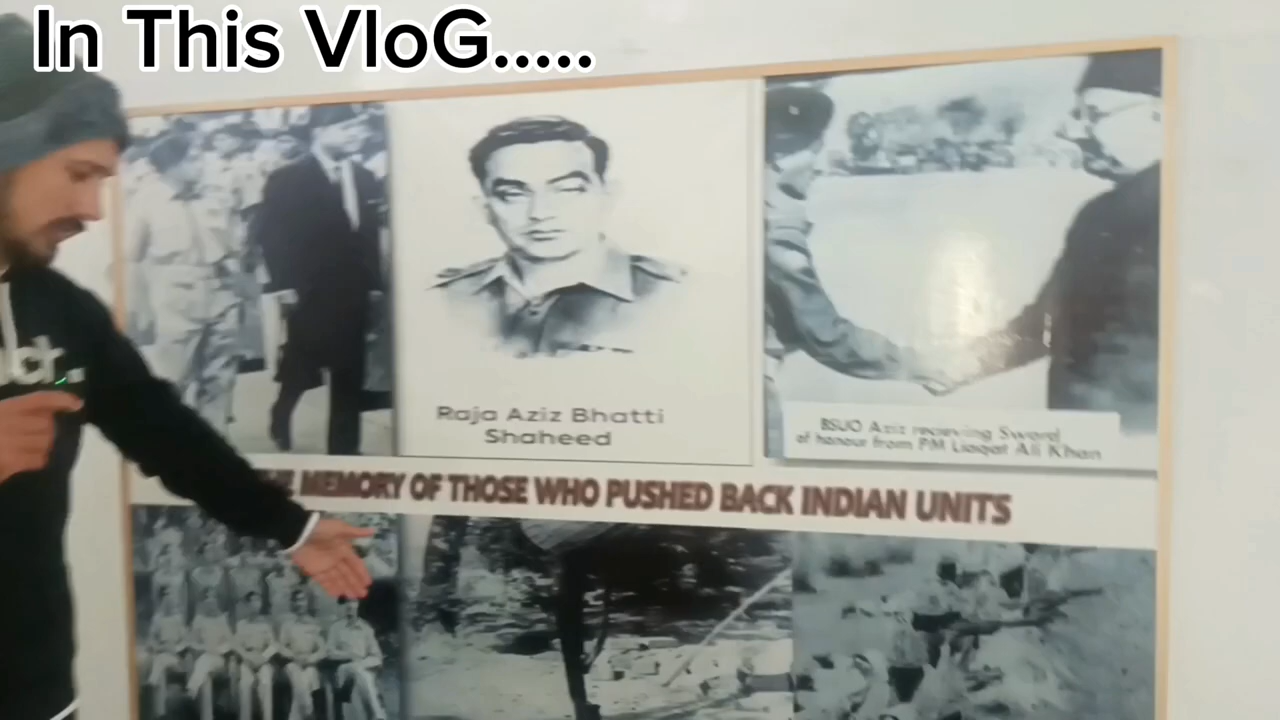 In This VloG.....
Raja Aziz Bhatti
Shaheed
BSUO Aziz recieving Sword
of honour from PM Liaqat Ali Khan
MEMORY OF THOSE WHO PUSHED BACK INDIAN UNITS